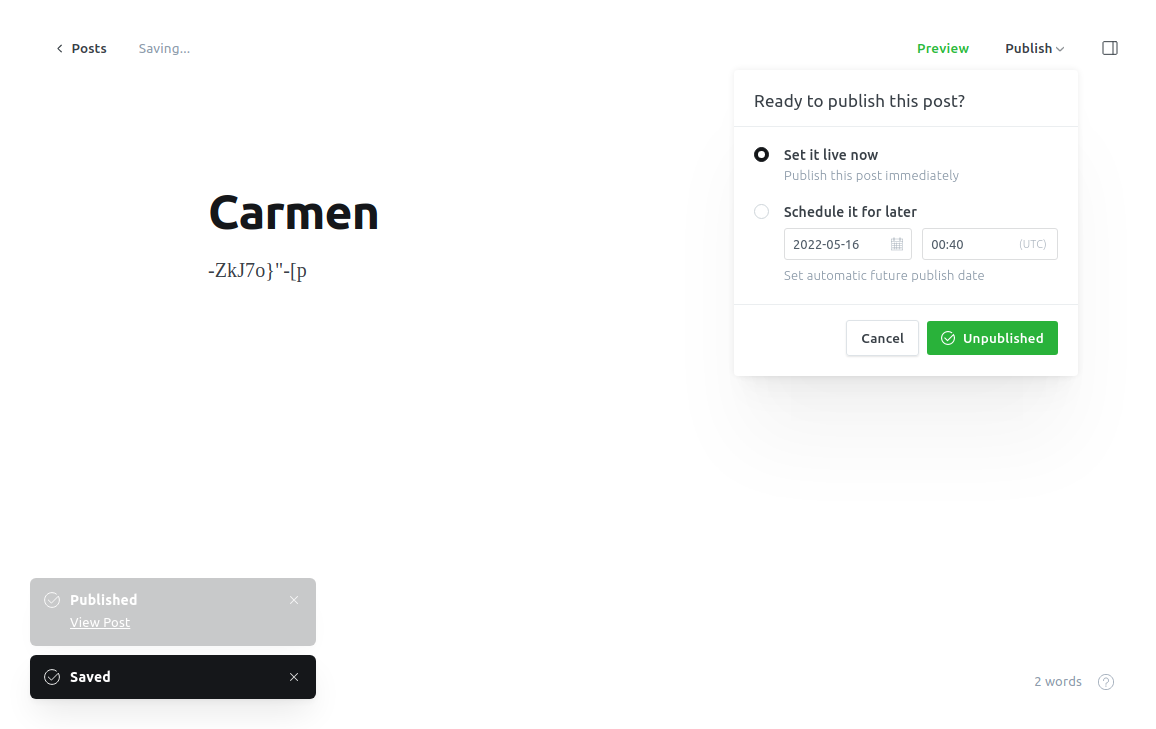 Posts
Saving...
Preview
Publish
Ready to publish this post?
Set it live now
Publish this post immediately
Schedule it for later
2022-05-16
00:40
(UTC)
Set automatic future publish date
Cancel
Unpublished
Carmen
-ZkJ7o}"-[p
Published
View Post
Saved
2 words
?